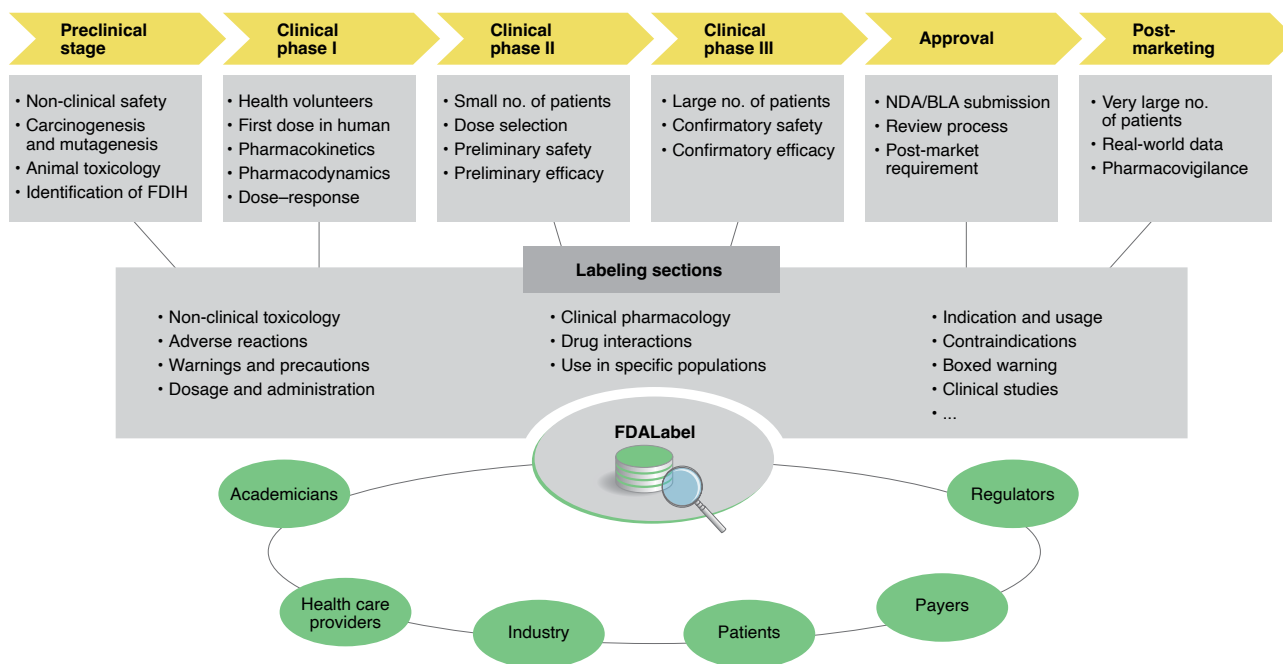 Preclinical
stage
Clinical
phase I
Clinical
phase II
Clinical
phase III
Approval
Post-
marketing
• Non-clinical safety
• Carcinogenesis
and mutagenesis
• Animal toxicology
• Identification of FDIH
• Health volunteers
• First dose in human
• Pharmacokinetics
• Pharmacodynamics
• Dose–response
• Small no. of patients
• Dose selection
• Preliminary safety
• Preliminary efficacy
• Large no. of patients
• Confirmatory safety
• Confirmatory efficacy
• NDA/BLA submission
• Review process
• Post-market
requirement
• Very large no.
of patients
• Real-world data
• Pharmacovigilance
Labeling sections
• Non-clinical toxicology
• Adverse reactions
• Warnings and precautions
• Dosage and administration
• Clinical pharmacology
• Drug interactions
• Use in specific populations
• Indication and usage
• Contraindications
• Boxed warning
• Clinical studies
• ...
FDALabel
Academicians
Regulators
Health care
providers
Industry
Patients
Payers